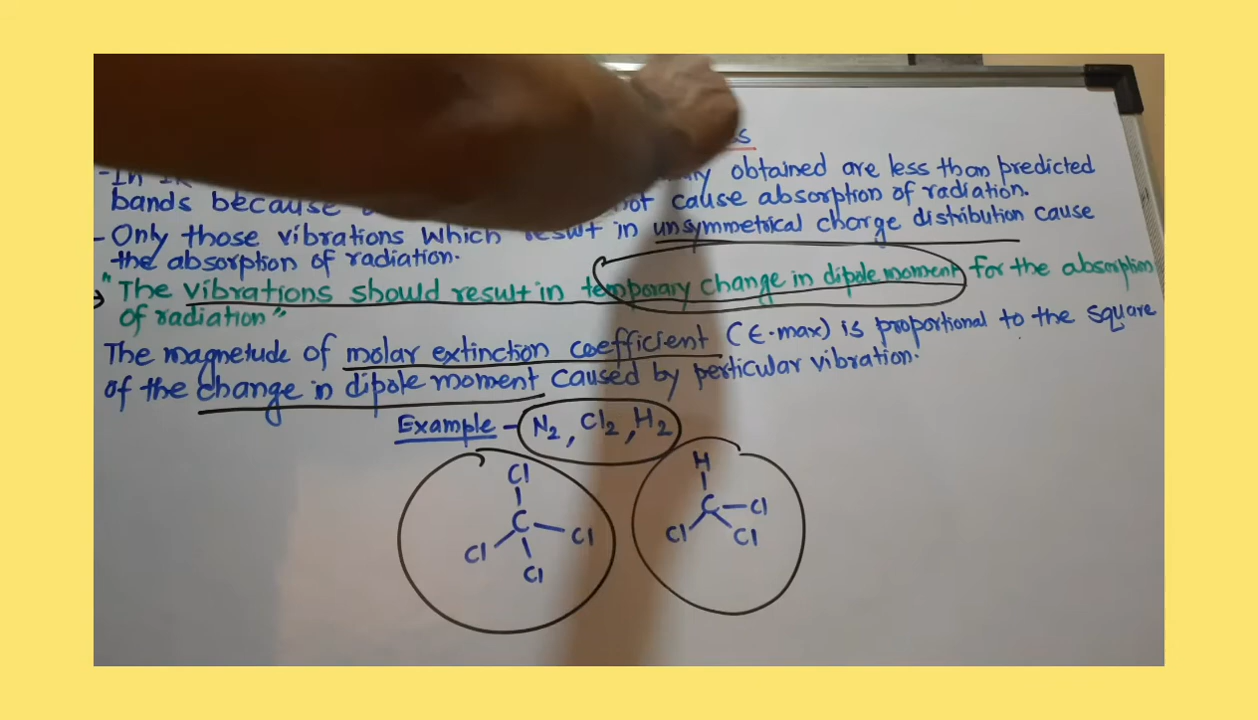 obtained are less than predicted
bands because not cause absorption of radiation.
- Only those vibrations which result in unsymmetrical charge distribution cause
the absorption of radiation.
"The vibrations should result in temporary change in dipole moment for the absorption
of radiation"
The magnetude of molar extinction coefficient (ε·max) is proportional to the square
of the change in dipole moment caused by perticular vibration.
Example - N2, Cl2, H2
Cl H
C Cl C Cl
Cl Cl Cl Cl